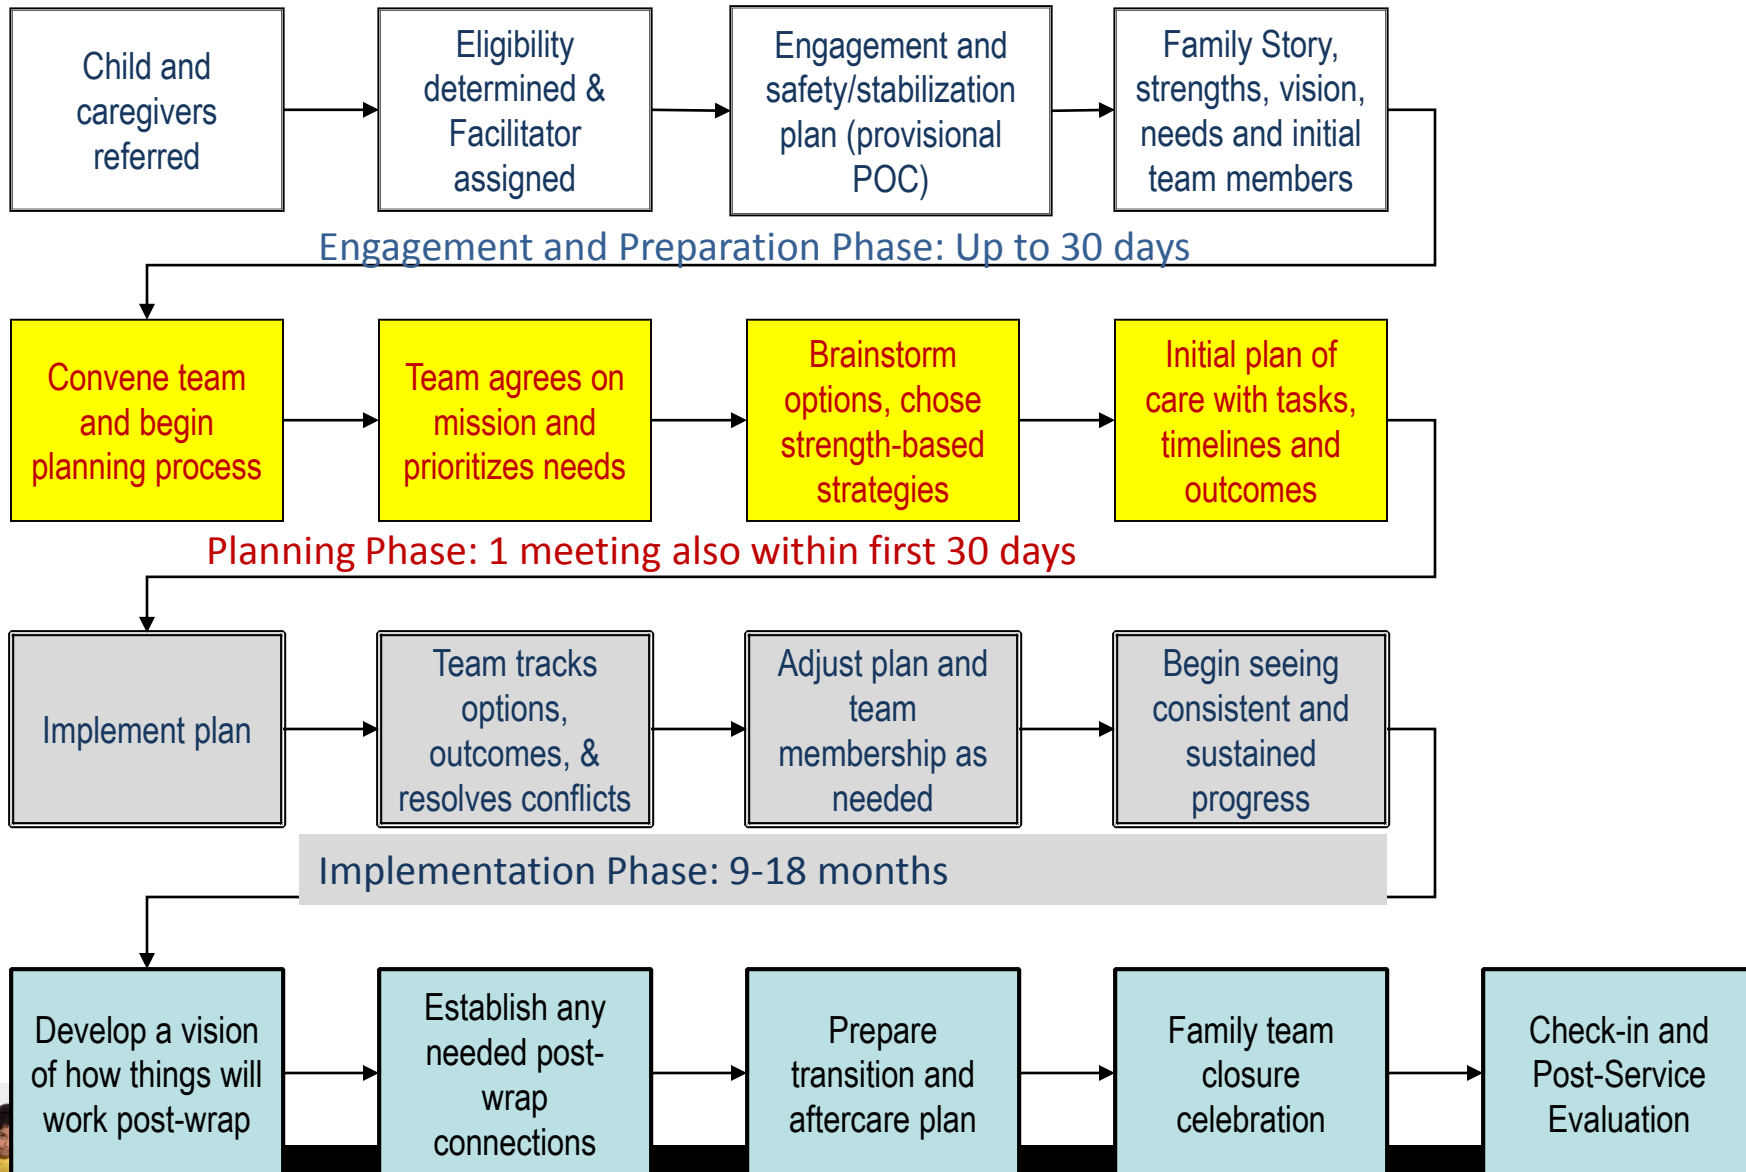 Child and
caregivers
referred
Eligibility
determined &
Facilitator
assigned
Engagement and
safety/stabilization
plan (provisional
POC)
Family Story,
strengths, vision,
needs and initial
team members
Engagement and Preparation Phase: Up to 30 days
Convene team
and begin
planning process
Team agrees on
mission and
prioritizes needs
Brainstorm
options, chose
strength-based
strategies
Initial plan of
care with tasks,
timelines and
outcomes
Planning Phase: 1 meeting also within first 30 days
Implement plan
Team tracks
options,
outcomes, &
resolves conflicts
Adjust plan and
team
membership as
needed
Begin seeing
consistent and
sustained
progress
Implementation Phase: 9-18 months
Develop a vision
of how things will
work post-wrap
Establish any
needed post-
wrap
connections
Prepare
transition and
aftercare plan
Family team
closure
celebration
Check-in and
Post-Service
Evaluation